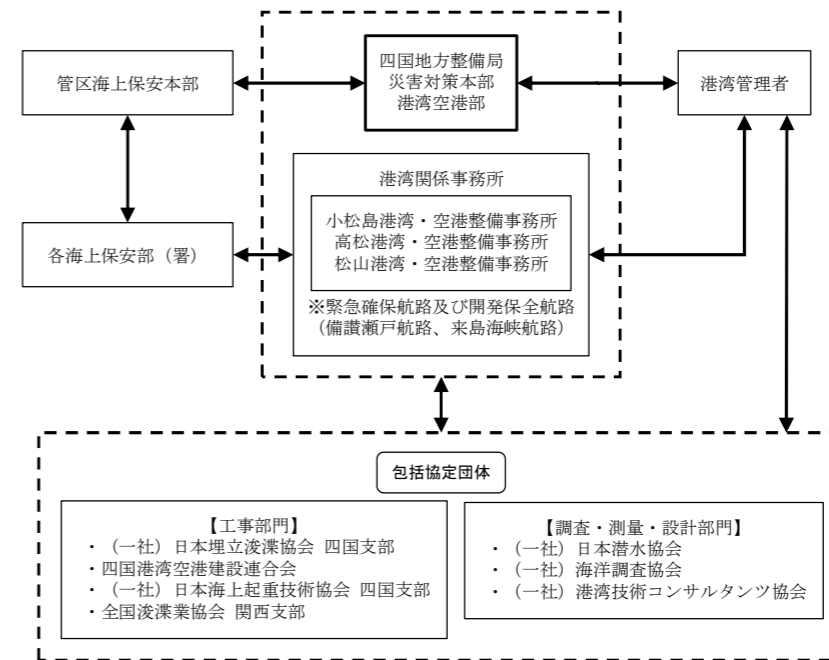 管区海上保安本部
四国地方整備局
災害対策本部
港湾空港部
港湾管理者
各海上保安部（署）
港湾関係事務所
小松島港湾・空港整備事務所
高松港湾・空港整備事務所
松山港湾・空港整備事務所
※緊急確保航路及び開発保全航路
（備讃瀬戸航路、来島海峡航路）
包括協定団体
【工事部門】
・（一社）日本埋立浚渫協会 四国支部
・四国港湾空港建設連合会
・（一社）日本海上起重技術協会 四国支部
・全国浚渫業協会 関西支部
【調査・測量・設計部門】
・（一社）日本潜水協会
・（一社）海洋調査協会
・（一社）港湾技術コンサルタンツ協会